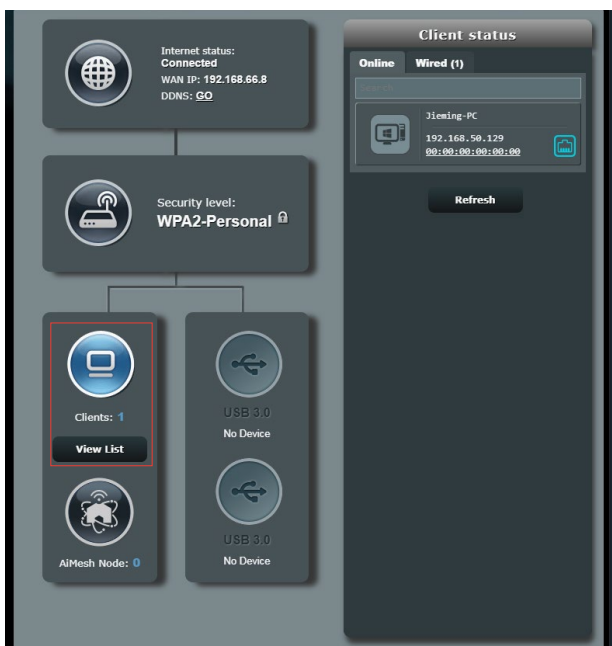 Internet status:
Connected
WAN IP: 192.168.66.8
DDNS: GO
Security level:
WPA2-Personal
Clients: 1
View List
AiMesh Node: 0
USB 3.0
No Device
USB 3.0
No Device
Client status
Online Wired (1)
Search
Jieming-PC
192.168.50.129
00:00:00:00:00:00
Refresh